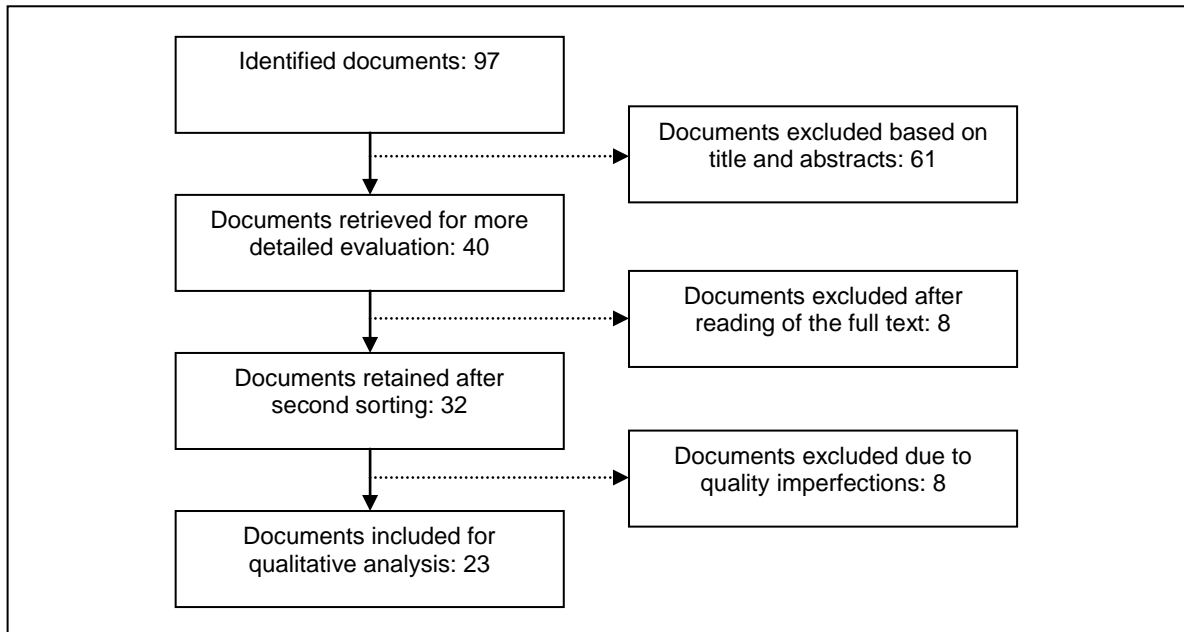 Identified documents: 97
Documents excluded based on
title and abstracts: 61
Documents retrieved for more
detailed evaluation: 40
Documents excluded after
reading of the full text: 8
Documents retained after
second sorting: 32
Documents excluded due to
quality imperfections: 8
Documents included for
qualitative analysis: 23